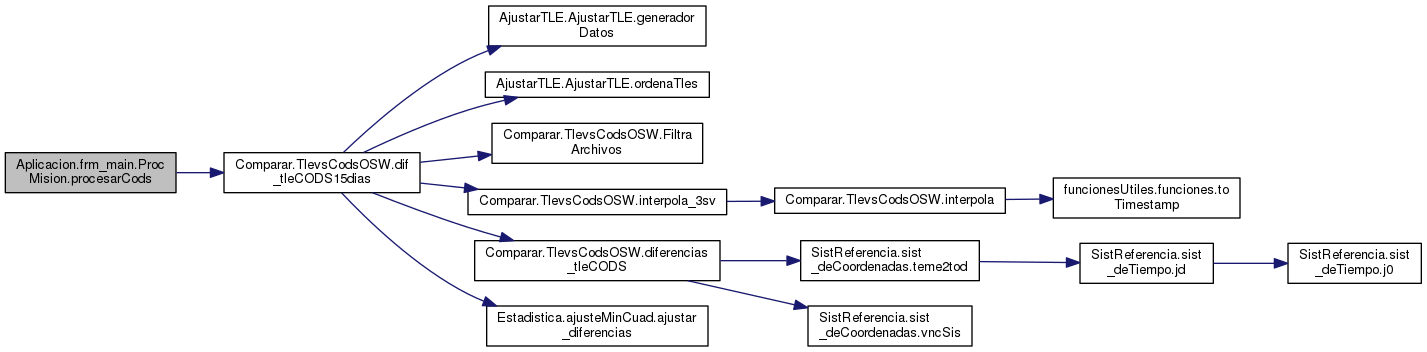 AjustarTLE.AjustarTLE.generador
Datos
AjustarTLE.AjustarTLE.ordenaTles
Comparar.TlevsCodsOSW.Filtra
Archivos
Aplicacion.frm_main.Proc
Mision.procesarCods
Comparar.TlevsCodsOSW.dif
_tleCODS15dias
Comparar.TlevsCodsOSW.interpola_3sv
Comparar.TlevsCodsOSW.interpola
funcionesUtiles.funciones.to
Timestamp
Comparar.TlevsCodsOSW.diferencias
_tleCODS
SistReferencia.sist
_deCoordenadas.teme2tod
SistReferencia.sist
_deTiempo.jd
SistReferencia.sist
_deTiempo.j0
Estadistica.ajusteMinCuad.ajustar
_diferencias
SistReferencia.sist
_deCoordenadas.vncSis